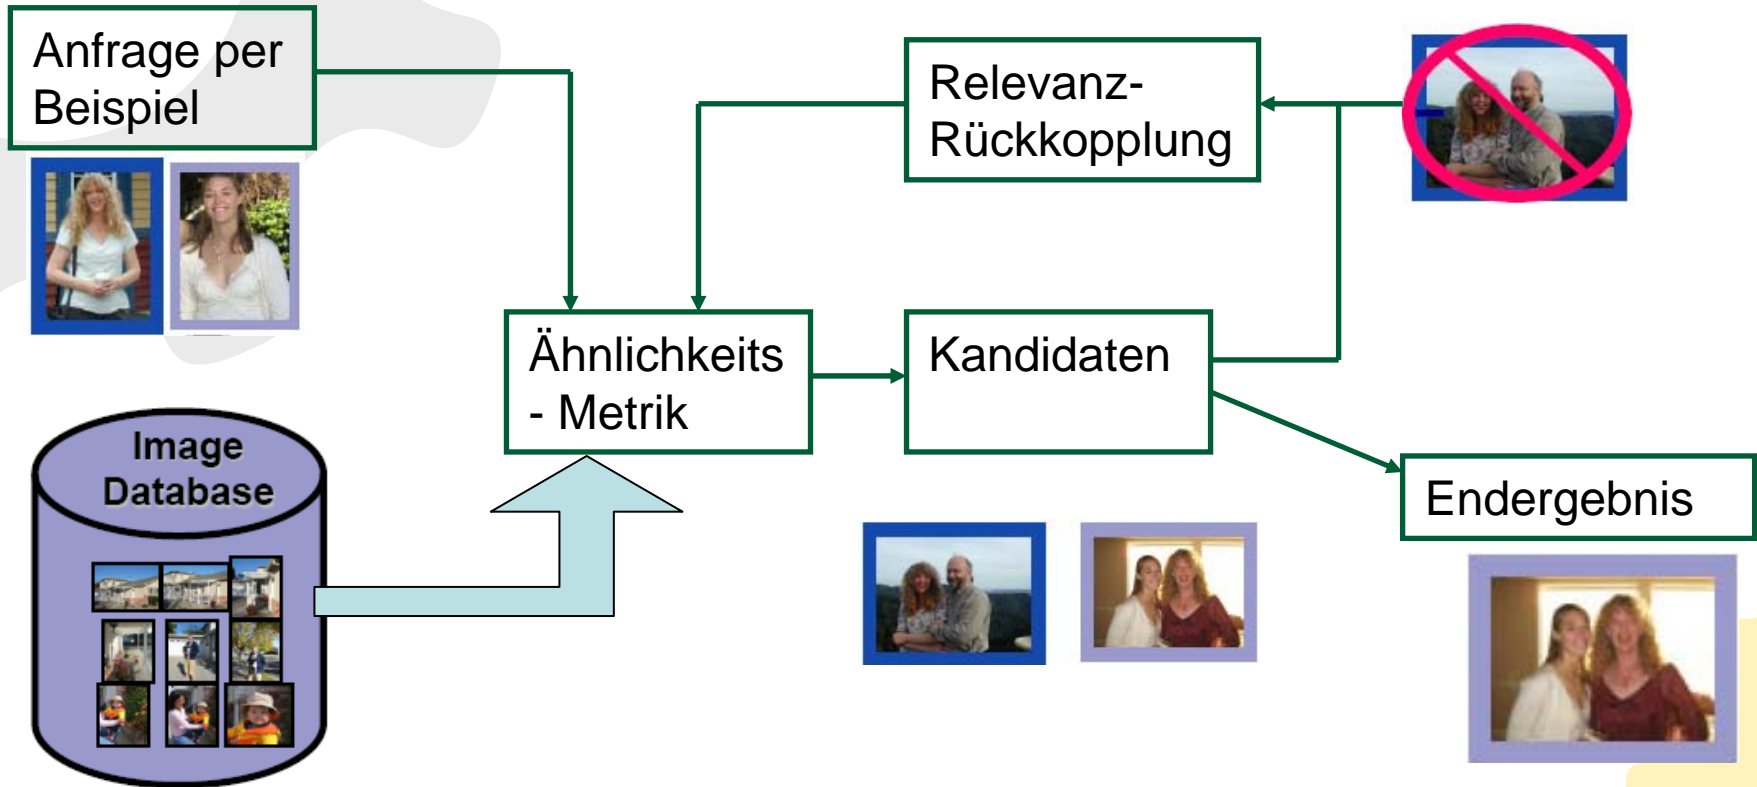 Anfrage per
Beispiel
Relevanz-
Rückkopplung
Ähnlichkeits
- Metrik
Kandidaten
Image
Database
Endergebnis